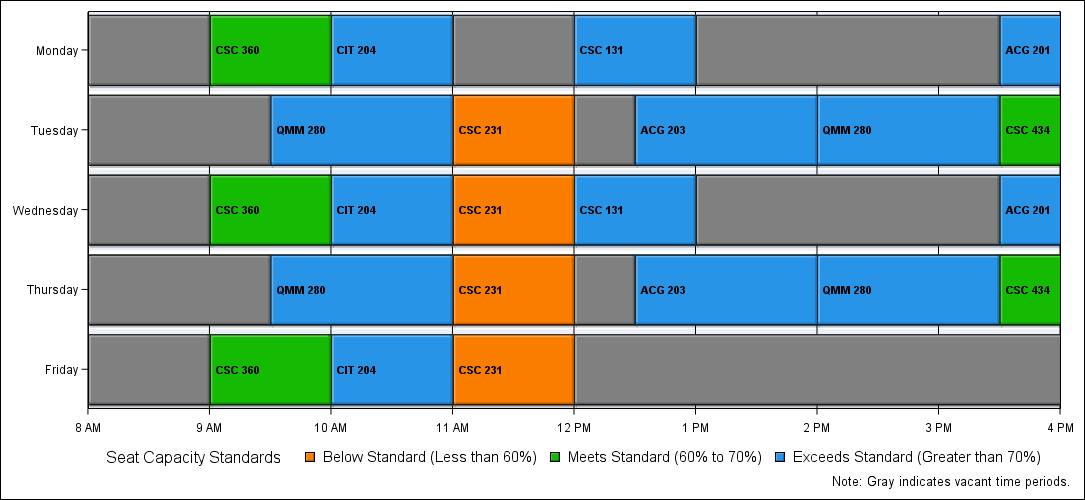 Monday
CSC 360 CIT 204 CSC 131 ACG 201
Tuesday
QMM 280 CSC 231 ACG 203 QMM 280 CSC 434
Wednesday
CSC 360 CIT 204 CSC 231 CSC 131 ACG 201
Thursday
QMM 280 CSC 231 ACG 203 QMM 280 CSC 434
Friday
CSC 360 CIT 204 CSC 231
8 AM 9 AM 10 AM 11 AM 12 PM 1 PM 2 PM 3 PM 4 PM
Seat Capacity Standards Below Standard (Less than 60%) Meets Standard (60% to 70%) Exceeds Standard (Greater than 70%)
Note: Gray indicates vacant time periods.